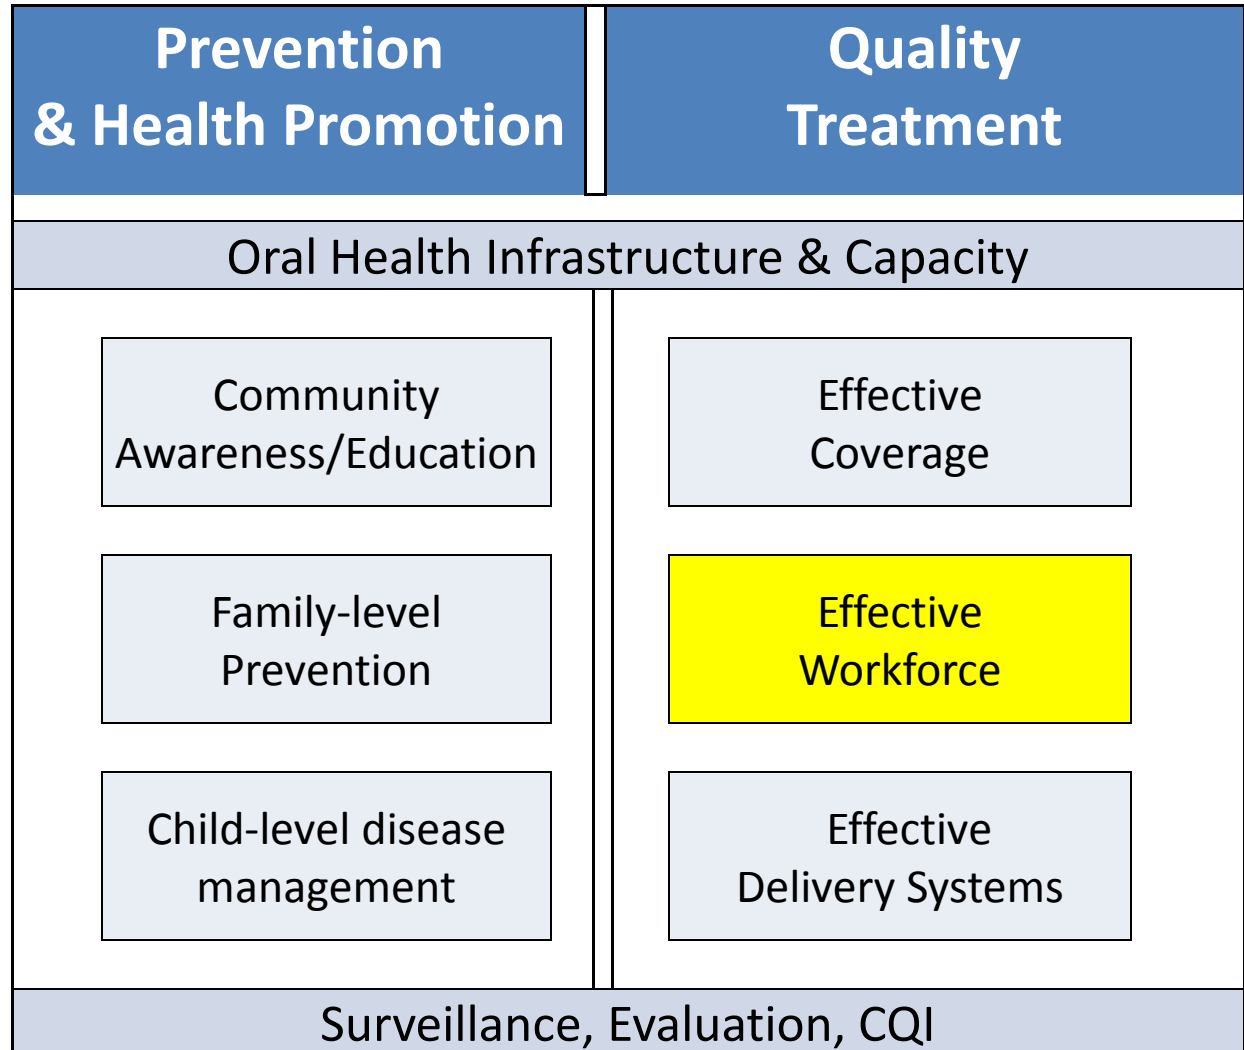 Prevention
& Health Promotion
Quality
Treatment
Oral Health Infrastructure & Capacity
Community
Awareness/Education
Effective
Coverage
Family-level
Prevention
Effective
Workforce
Child-level disease
management
Effective
Delivery Systems
Surveillance, Evaluation, CQI